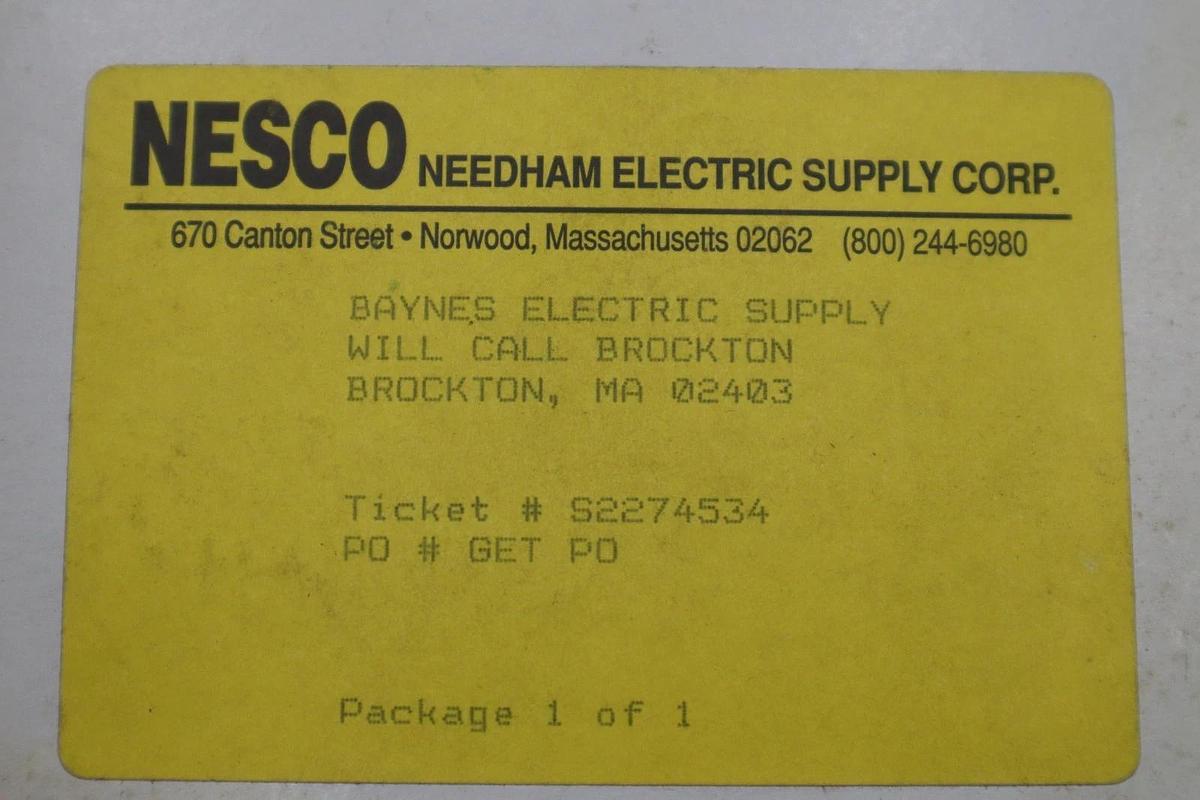 NESCO NEEDHAM ELECTRIC SUPPLY CORP.
670 Canton Street • Norwood, Massachusetts 02062 (800) 244-6980
BAYNES ELECTRIC SUPPLY
WILL CALL BROCKTON
BROCKTON, MA 02403
Ticket # S2274534
PO # GET PO
Package 1 of 1